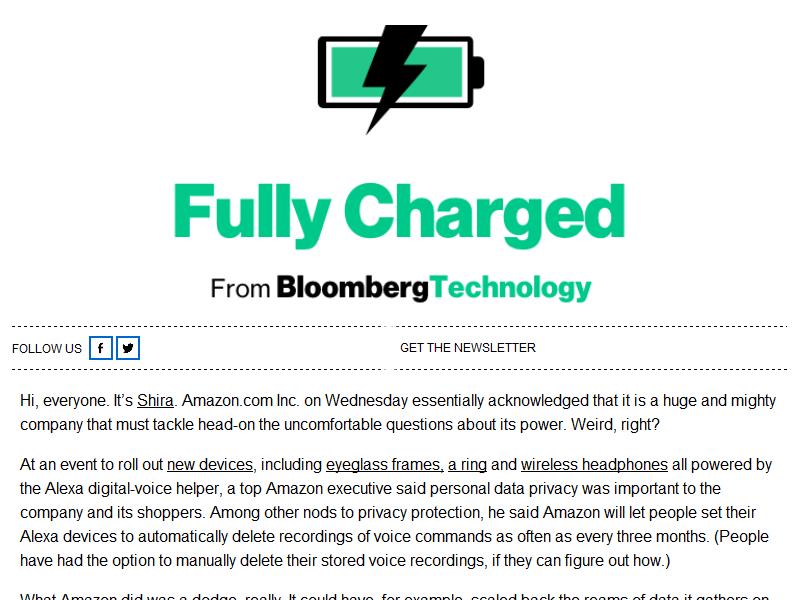 Fully Charged
From BloombergTechnology
FOLLOW US
GET THE NEWSLETTER
Hi, everyone. It’s Shira. Amazon.com Inc. on Wednesday essentially acknowledged that it is a huge and mighty
company that must tackle head-on the uncomfortable questions about its power. Weird, right?
At an event to roll out new devices, including eyeglass frames, a ring and wireless headphones all powered by
the Alexa digital-voice helper, a top Amazon executive said personal data privacy was important to the
company and its shoppers. Among other nods to privacy protection, he said Amazon will let people set their
Alexa devices to automatically delete recordings of voice commands as often as every three months. (People
have had the option to manually delete their stored voice recordings, if they can figure out how.)
What Amazon did was a dodge, really. It could have, for example, scaled back the reams of data it gathers on